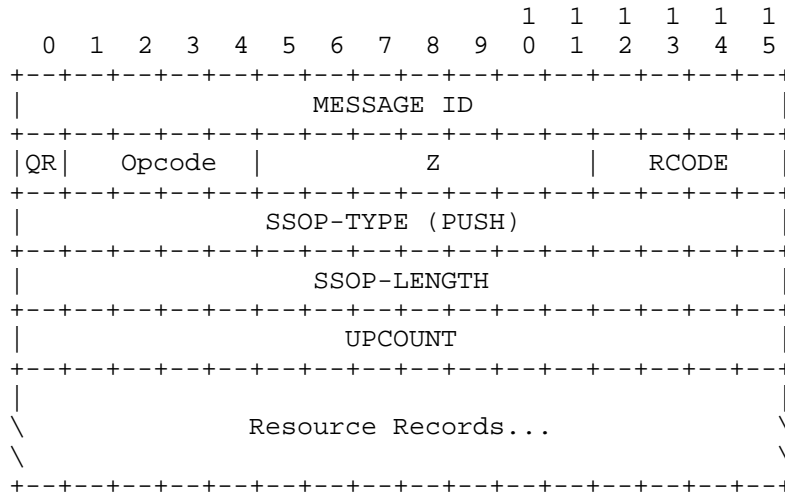 1  1  1  1  1  1
  0  1  2  3  4  5  6  7  8  9  0  1  2  3  4  5
+--+--+--+--+--+--+--+--+--+--+--+--+--+--+--+--+
|                  MESSAGE ID                   |
+--+--+--+--+--+--+--+--+--+--+--+--+--+--+--+--+
|QR|   Opcode  |          Z         |   RCODE   |
+--+--+--+--+--+--+--+--+--+--+--+--+--+--+--+--+
|               SSOP-TYPE (PUSH)                |
+--+--+--+--+--+--+--+--+--+--+--+--+--+--+--+--+
|                  SSOP-LENGTH                  |
+--+--+--+--+--+--+--+--+--+--+--+--+--+--+--+--+
|                    UPCOUNT                    |
+--+--+--+--+--+--+--+--+--+--+--+--+--+--+--+--+
|                                               |
\              Resource Records...              \
\                                               \
+--+--+--+--+--+--+--+--+--+--+--+--+--+--+--+--+